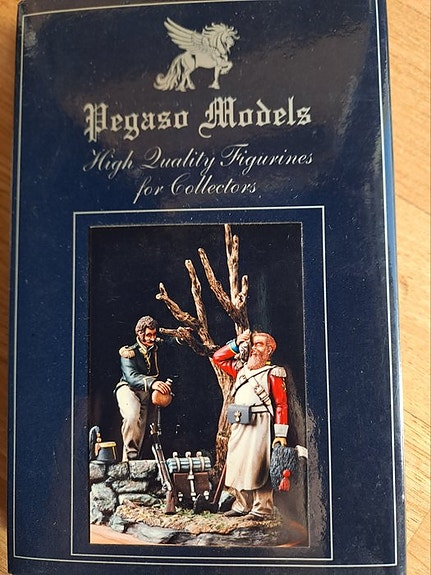 Pegaso Models
High Quality Figurines
for Collectors